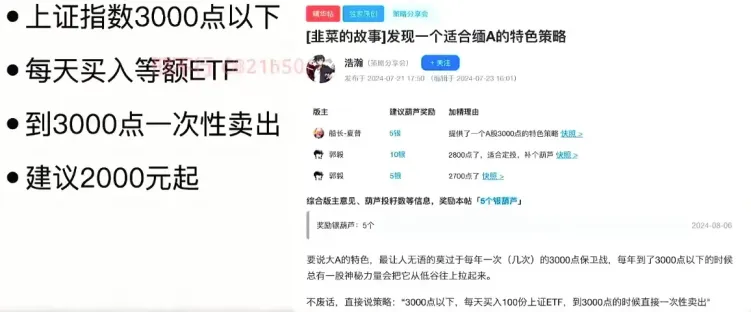 • 上证指数3000点以下
• 每天买入等额ETF
• 到3000点一次性卖出
• 建议2000元起
策略分享会
[韭菜的故事]发现一个适合缅A的特色策略
浩瀚 (策略分享会) + 关注
发布于 2024-07-21 17:50 (编辑于 2024-07-23 16:01)
版主 建议葫芦奖励 加精理由
船长-夏普 5银 提供了一个A股3000点的特色策略 快照 >
郭毅 10银 2800点了，适合定投，补个葫芦 快照 >
郭毅 5银 2700点了 快照 >
综合版主意见、葫芦投籽数等信息，奖励本帖「5个银葫芦」
奖励银葫芦：5个 2024-08-06
要说大A的特色，最让人无语的莫过于每年一次（几次）的3000点保卫战，每年到了3000点以下的时候
总有一股神秘力量会把它从低谷往上拉起来。
不废话，直接说策略：“3000点以下，每天买入100份上证ETF，到3000点的时候直接一次性卖出”